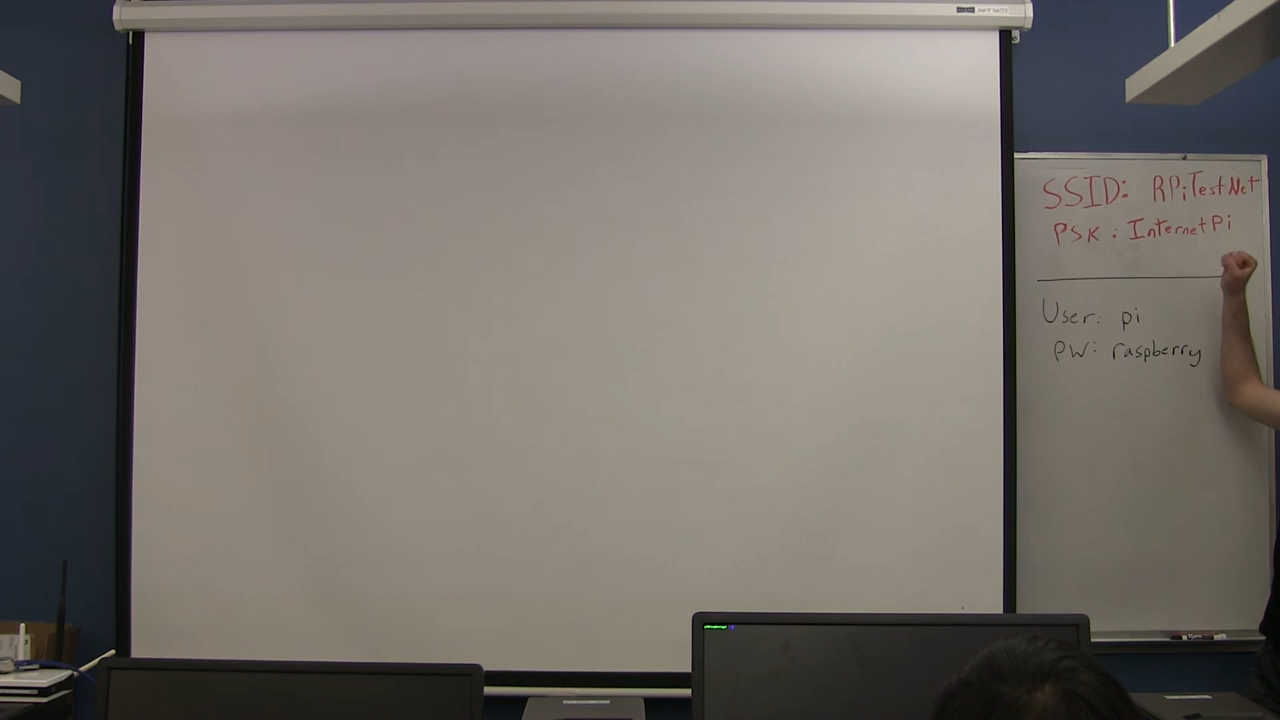 SSID: RPiTestNet
PSK: InternetPi
User: pi
PW: raspberry